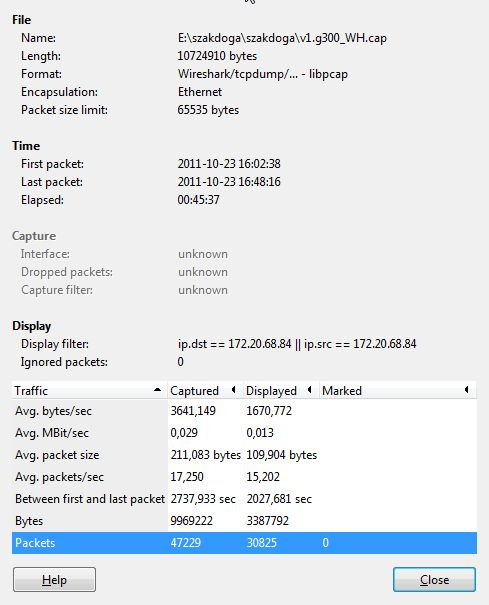 File
Name: E:\szakdoga\szakdoga\v1.g300_WH.cap
Length: 10724910 bytes
Format: Wireshark/tcpdump/... - libpcap
Encapsulation: Ethernet
Packet size limit: 65535 bytes
Time
First packet: 2011-10-23 16:02:38
Last packet: 2011-10-23 16:48:16
Elapsed: 00:45:37
Capture
Interface: unknown
Dropped packets: unknown
Capture filter: unknown
Display
Display filter: ip.dst == 172.20.68.84 || ip.src == 172.20.68.84
Ignored packets: 0
Traffic Captured Displayed Marked
Avg. bytes/sec 3641,149 1670,772
Avg. MBit/sec 0,029 0,013
Avg. packet size 211,083 bytes 109,904 bytes
Avg. packets/sec 17,250 15,202
Between first and last packet 2737,933 sec 2027,681 sec
Bytes 9969222 3387792
Packets 47229 30825 0
Help Close